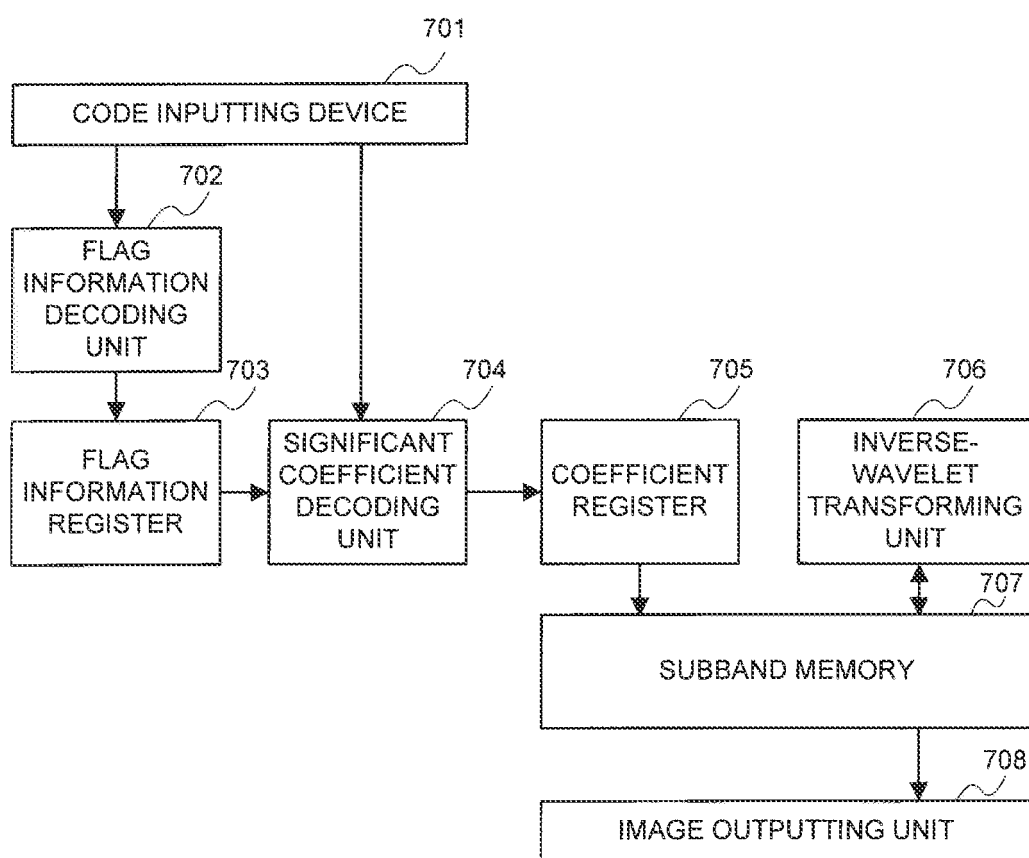 701
CODE INPUTTING DEVICE
702
FLAG
INFORMATION
DECODING
UNIT
703
FLAG
INFORMATION
REGISTER
704
SIGNIFICANT
COEFFICIENT
DECODING
UNIT
705
COEFFICIENT
REGISTER
706
INVERSE-
WAVELET
TRANSFORMING
UNIT
707
SUBBAND MEMORY
708
IMAGE OUTPUTTING UNIT